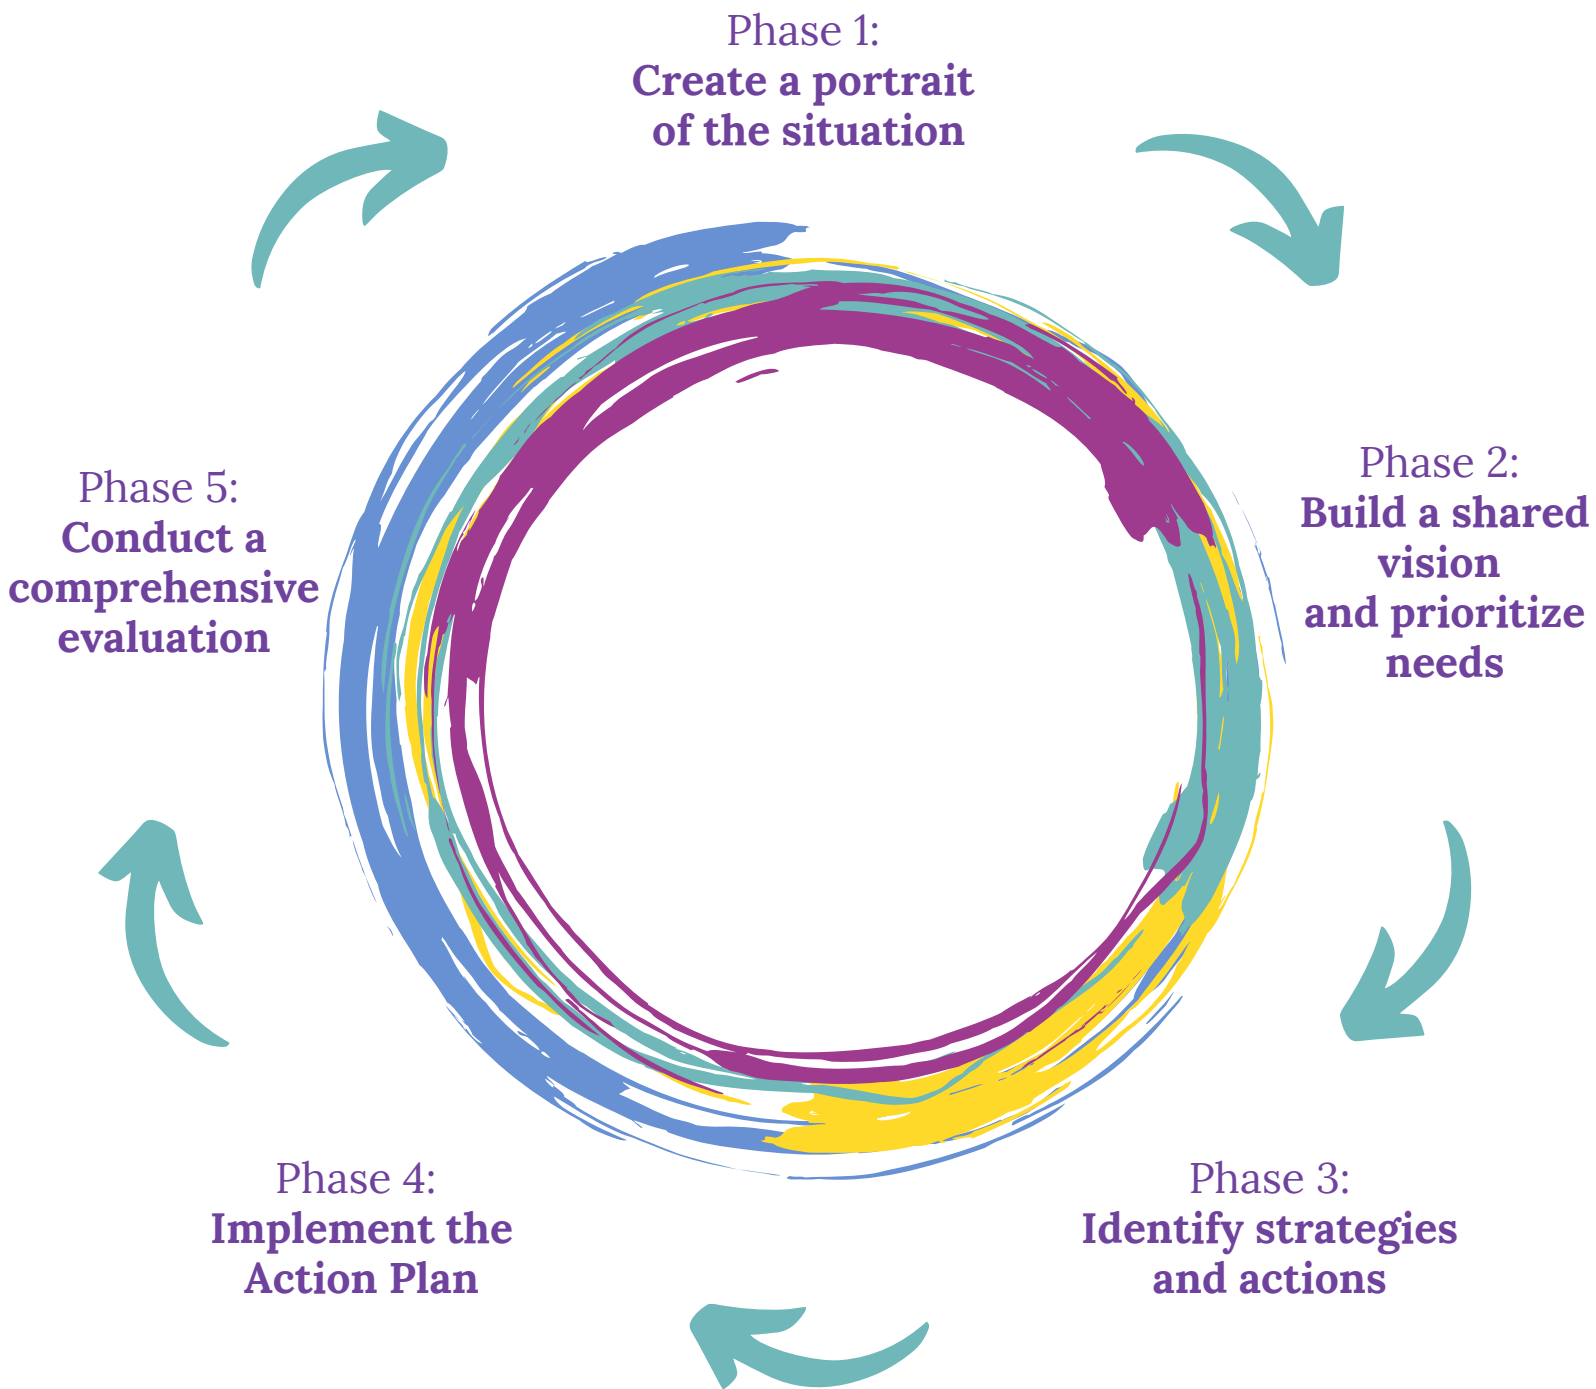 Phase 1:
Create a portrait
of the situation
Phase 2:
Build a shared
vision
and prioritize
needs
Phase 3:
Identify strategies
and actions
Phase 4:
Implement the
Action Plan
Phase 5:
Conduct a
comprehensive
evaluation